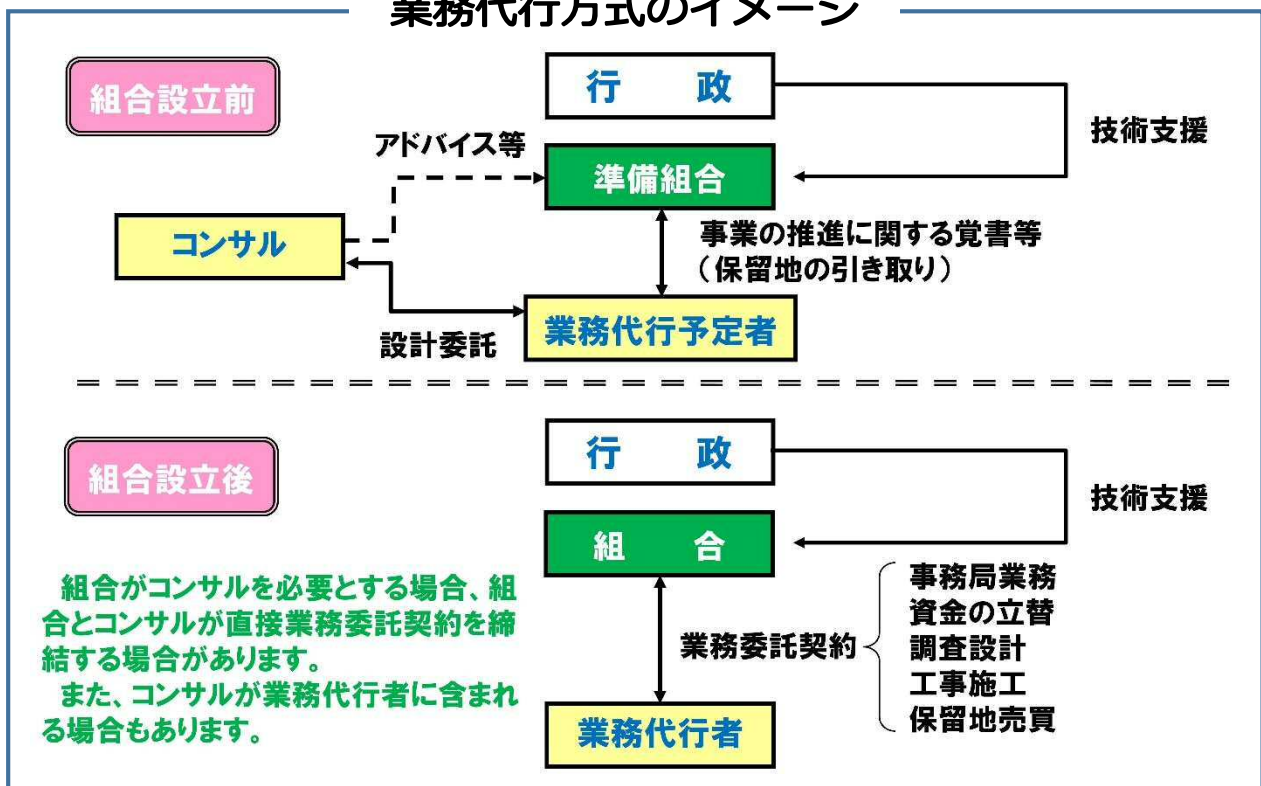 業務代行方式のイメージ
組合設立前
行　　政
技術支援
アドバイス等
準備組合
コンサル
事業の推進に関する覚書等
（保留地の引き取り）
業務代行予定者
設計委託
組合設立後
行　　政
技術支援
組　　合
組合がコンサルを必要とする場合、組
合とコンサルが直接業務委託契約を締
結する場合があります。
また、コンサルが業務代行者に含まれ
る場合もあります。
業務委託契約
事務局業務
資金の立替
調査設計
工事施工
保留地売買
業務代行者